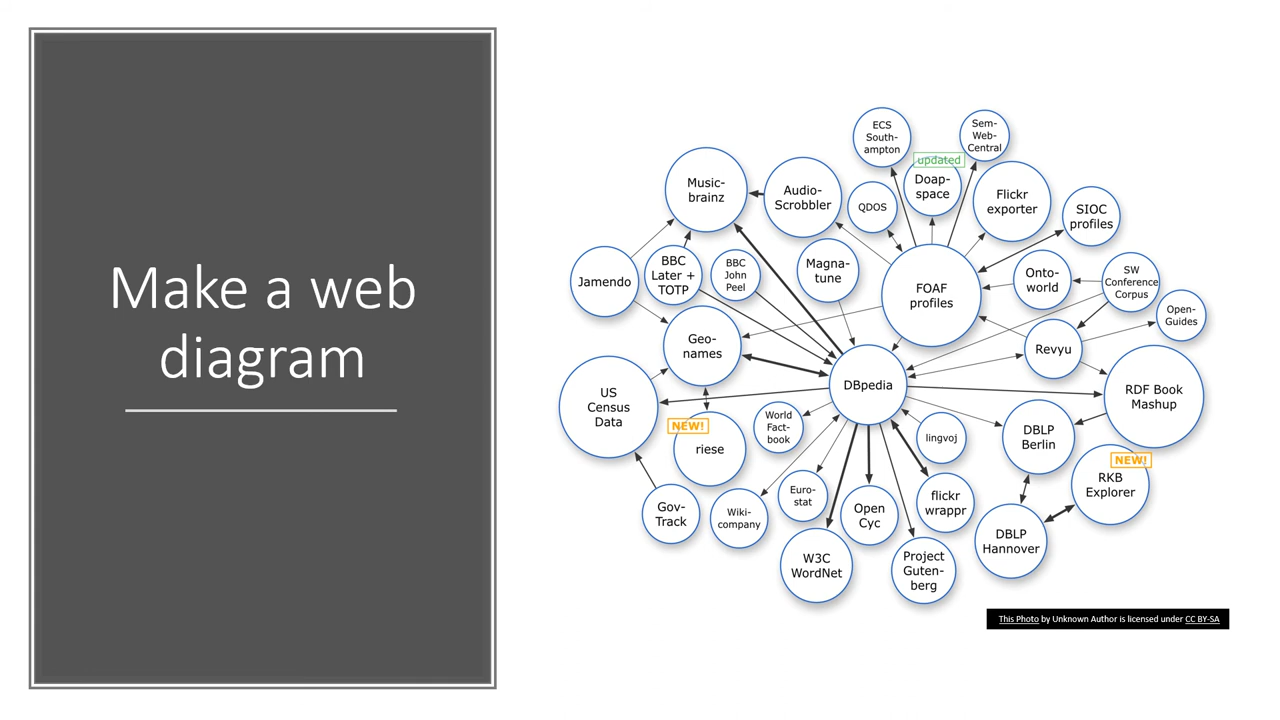 Make a web
diagram
ECS
South-
ampton
Sem-
Web-
Central
updated
Doap-
space
Music-
brainz
Audio-
Scrobbler
QDOS
Flickr
exporter
SIOC
profiles
Jamendo
BBC
Later +
TOTP
BBC
John
Peel
Magna-
tune
FOAF
profiles
Onto-
world
SW
Conference
Corpus
Open-
Guides
Geo-
names
Revyu
DBpedia
US
Census
Data
RDF Book
Mashup
NEW!
riese
World
Fact-
book
lingvoj
DBLP
Berlin
NEW!
RKB
Explorer
Gov-
Track
Wiki-
company
Euro-
stat
Open
Cyc
flickr
wrappr
DBLP
Hannover
W3C
WordNet
Project
Guten-
berg
This Photo by Unknown Author is licensed under CC BY-SA